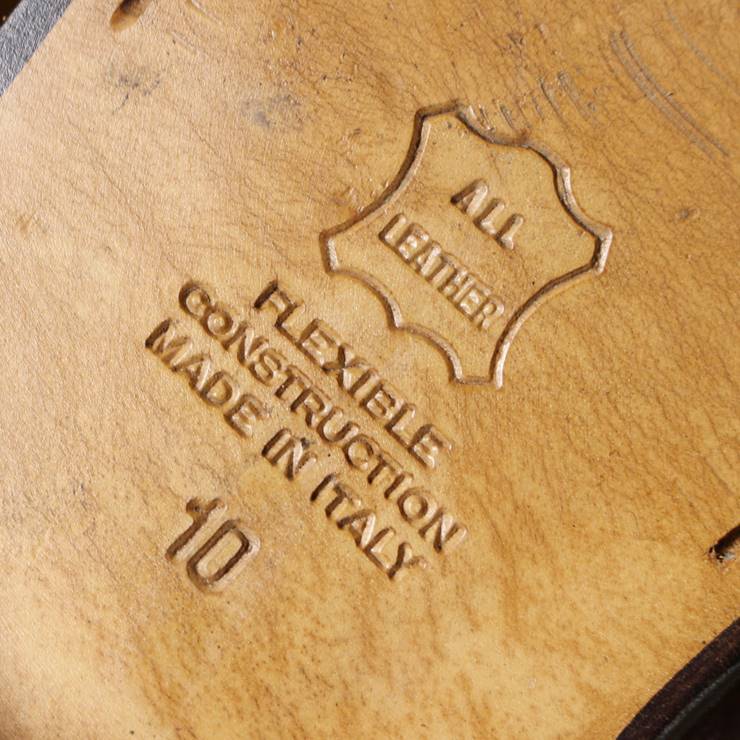 ALL
LEATHER
FLEXIBLE
CONSTRUCTION
MADE IN ITALY
10